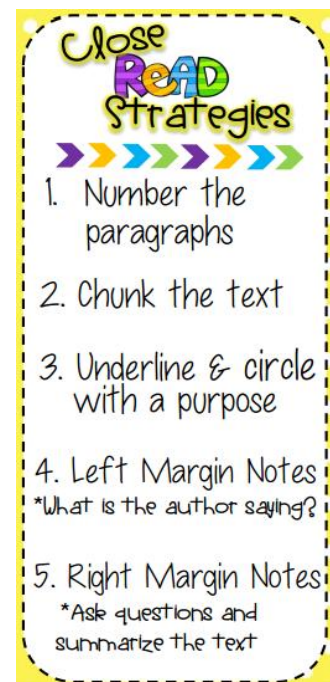 Close
ReAD
Strategies
1. Number the
paragraphs
2. Chunk the text
3. Underline & circle
with a purpose
4. Left Margin Notes
*What is the author saying?
5. Right Margin Notes
*Ask questions and
summarize the text